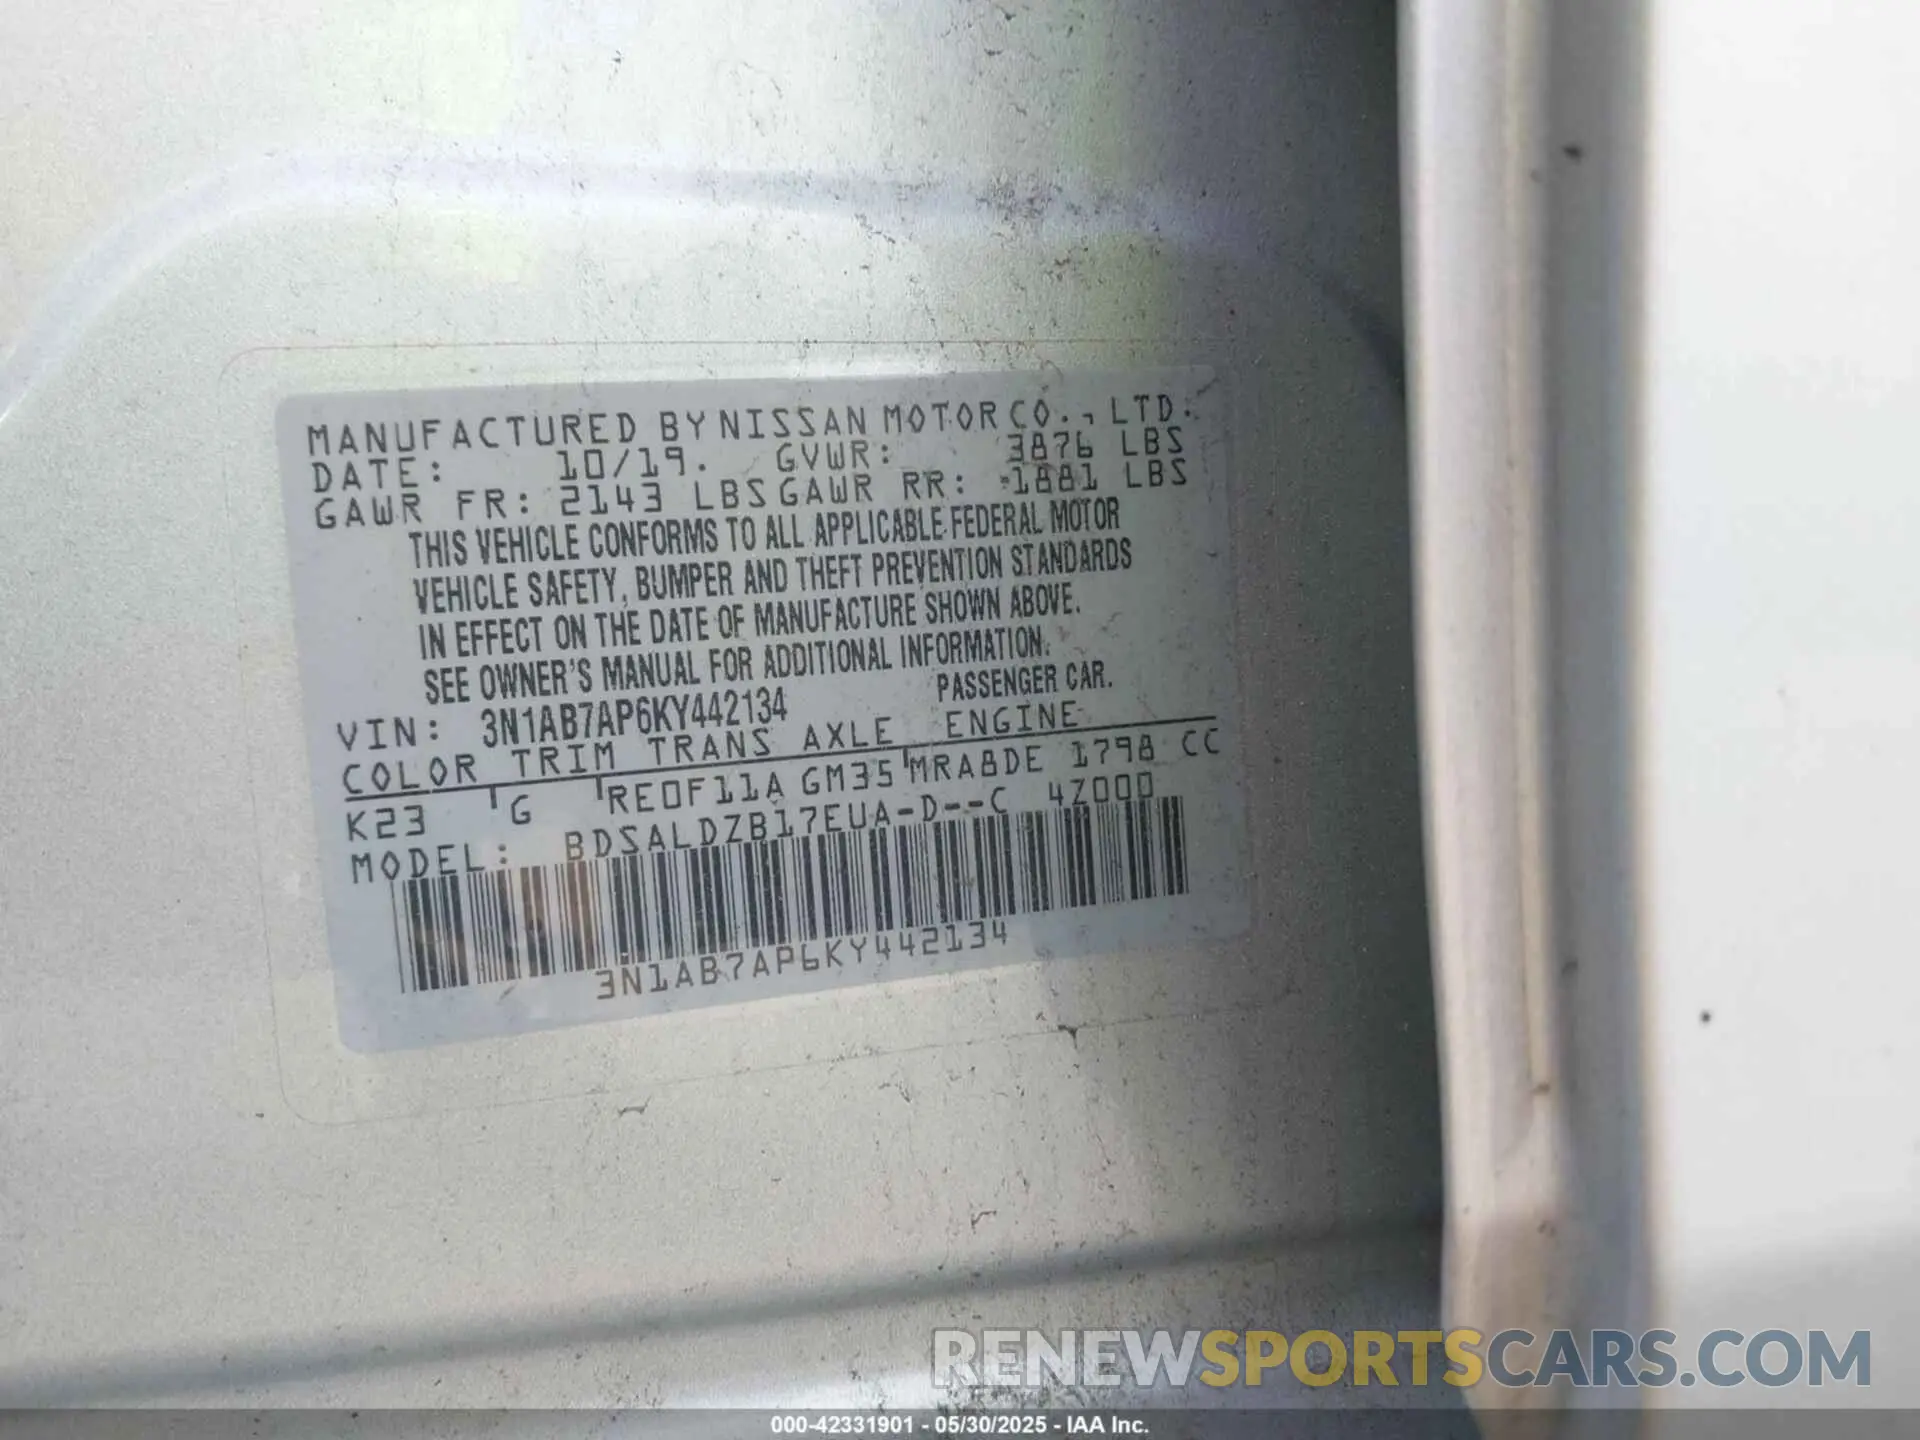 MANUFACTURED BY NISSAN MOTOR CO., LTD.
DATE: 10/19. GVWR: 3876 LBS
GAWR FR: 2143 LBS GAWR RR: 1881 LBS
THIS VEHICLE CONFORMS TO ALL APPLICABLE FEDERAL MOTOR
VEHICLE SAFETY, BUMPER AND THEFT PREVENTION STANDARDS
IN EFFECT ON THE DATE OF MANUFACTURE SHOWN ABOVE.
SEE OWNER'S MANUAL FOR ADDITIONAL INFORMATION.
VIN: 3N1AB7AP6KY442134 PASSENGER CAR.
COLOR TRIM TRANS AXLE ENGINE
K23 G RE0F11A GM35 MRA8DE 1798 CC
MODEL: BDSALDZB17EUA-D--C 4Z000
3N1AB7AP6KY442134
RENEWSPORTSCARS.COM
000-42331901 - 05/30/2025 - IAA Inc.